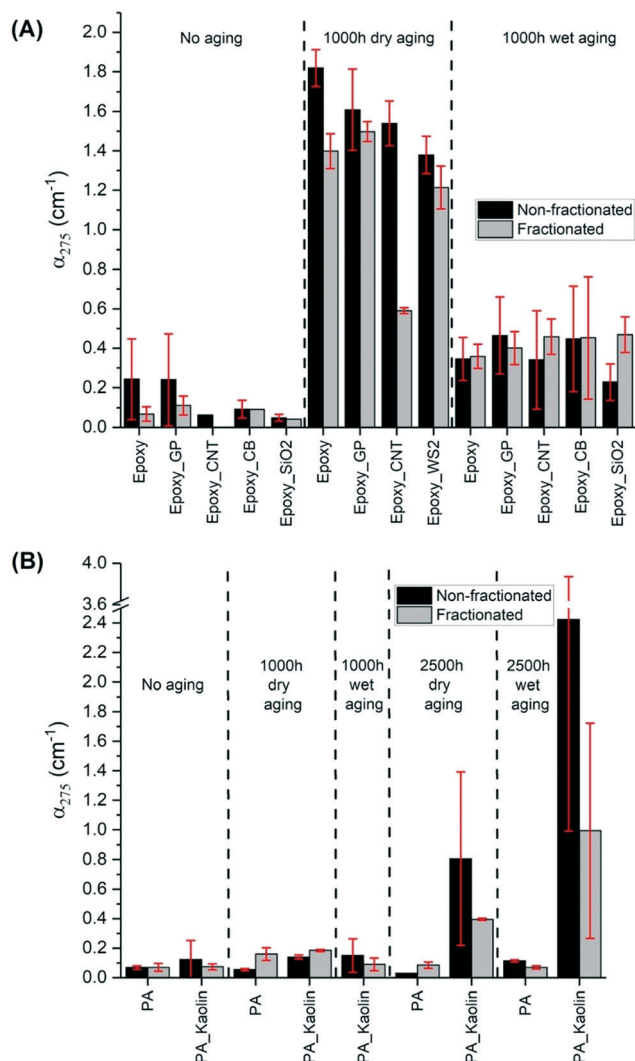 (A)
No aging
1000h dry aging
1000h wet aging
2.0
1.8
1.6
1.4
1.2
1.0
0.8
0.6
0.4
0.2
0.0
α275 (cm-1)
Non-fractionated
Fractionated
Epoxy
Epoxy_GP
Epoxy_CNT
Epoxy_CB
Epoxy_SiO2
Epoxy
Epoxy_GP
Epoxy_CNT
Epoxy_WS2
Epoxy
Epoxy_GP
Epoxy_CNT
Epoxy_CB
Epoxy_SiO2
(B)
4.0
3.6
2.4
2.2
2.0
1.8
1.6
1.4
1.2
1.0
0.8
0.6
0.4
0.2
0.0
α275 (cm-1)
Non-fractionated
Fractionated
No aging
1000h
dry
aging
1000h
wet
aging
2500h
dry
aging
2500h
wet
aging
PA
PA_Kaolin
PA
PA_Kaolin
PA_Kaolin
PA
PA_Kaolin
PA
PA_Kaolin